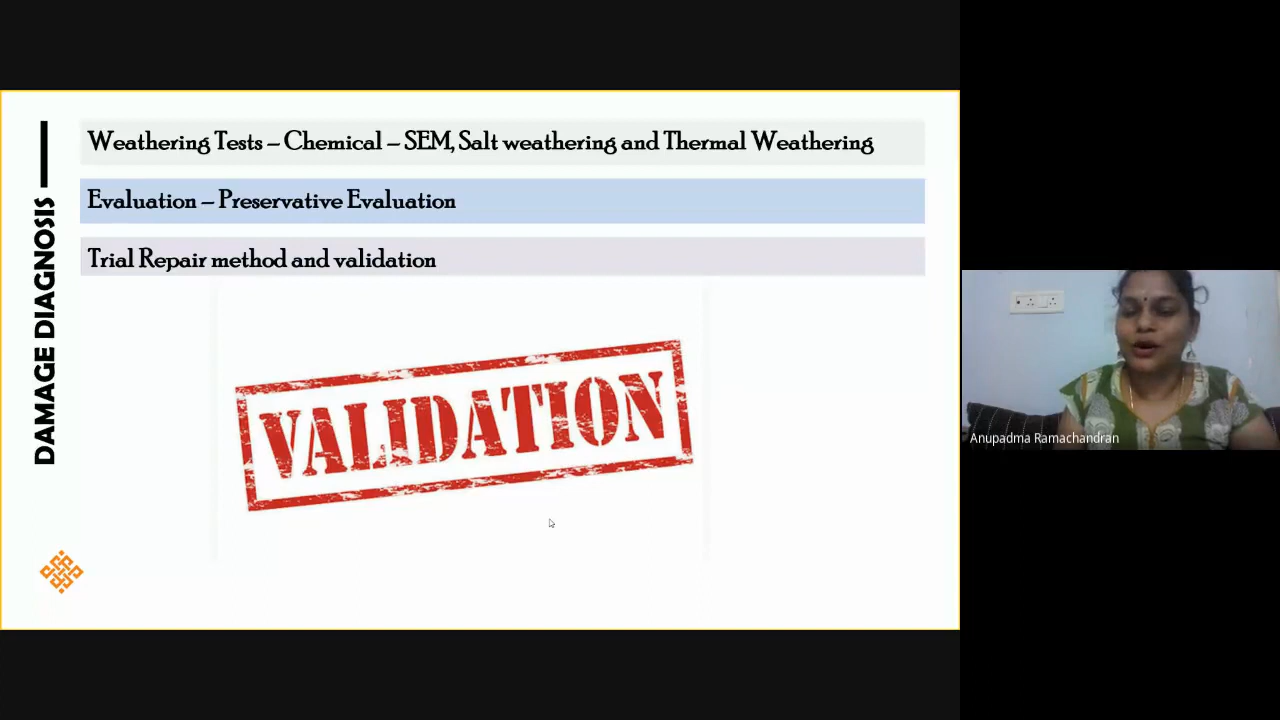 DAMAGE DIAGNOSIS
Weathering Tests – Chemical – SEM, Salt weathering and Thermal Weathering
Evaluation – Preservative Evaluation
Trial Repair method and validation
VALIDATION
Anupadma Ramachandran